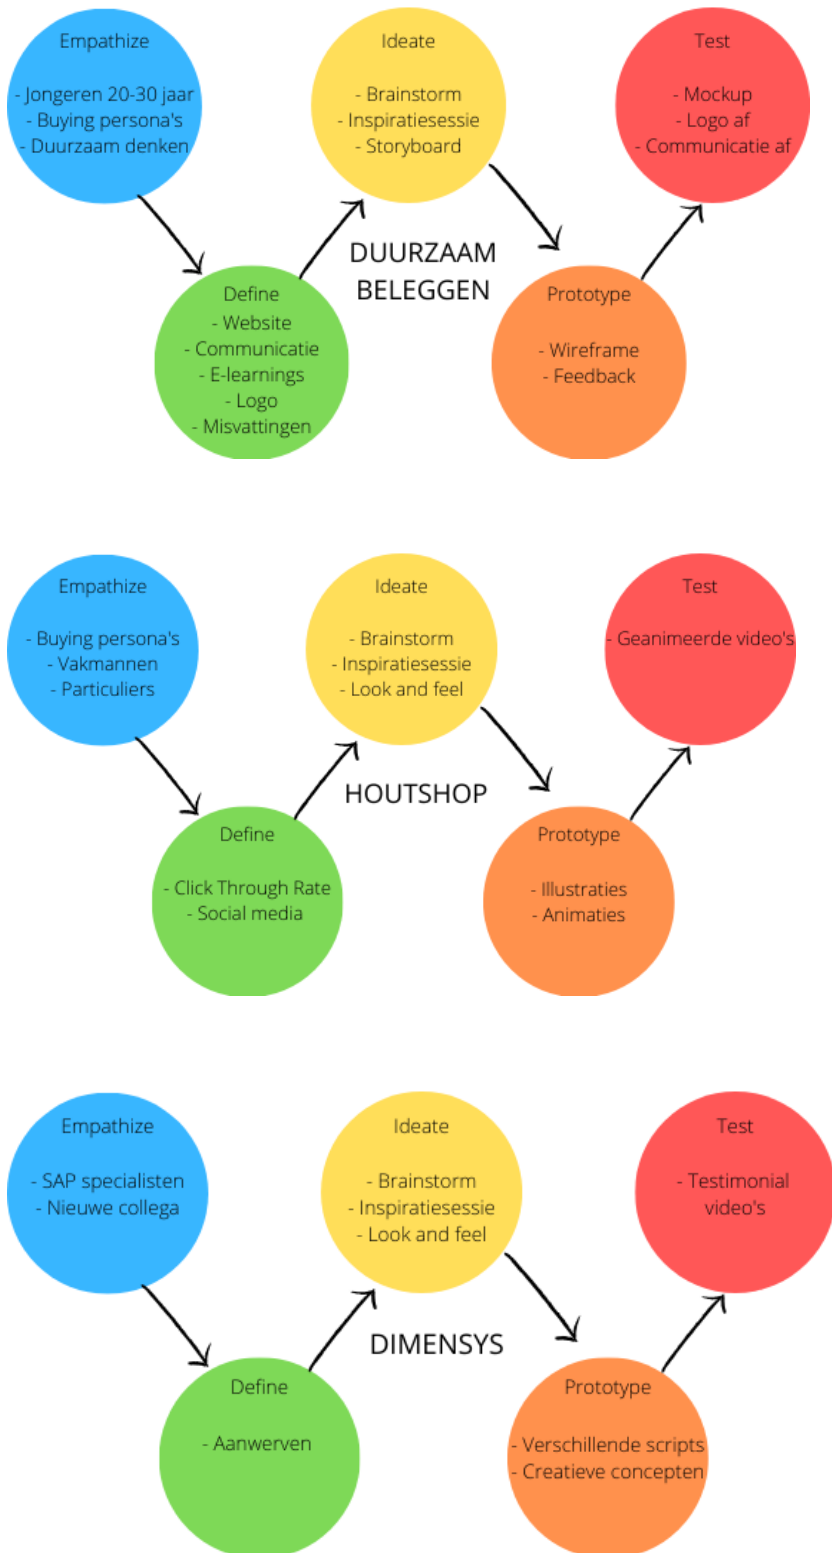 Empathize
- Jongeren 20-30 jaar
- Buying persona's
- Duurzaam denken
Define
- Website
- Communicatie
- E-learnings
- Logo
- Misvattingen
Ideate
- Brainstorm
- Inspiratiesessie
- Storyboard
DUURZAAM
BELEGGEN
Prototype
- Wireframe
- Feedback
Test
- Mockup
- Logo af
- Communicatie af
Empathize
- Buying persona's
- Vakmannen
- Particuliers
Define
- Click Through Rate
- Social media
Ideate
- Brainstorm
- Inspiratiesessie
- Look and feel
HOUTSHOP
Prototype
- Illustraties
- Animaties
Test
- Geanimeerde video's
Empathize
- SAP specialisten
- Nieuwe collega
Define
- Aanwerven
Ideate
- Brainstorm
- Inspiratiesessie
- Look and feel
DIMENSYS
Prototype
- Verschillende scripts
- Creatieve concepten
Test
- Testimonial
video's